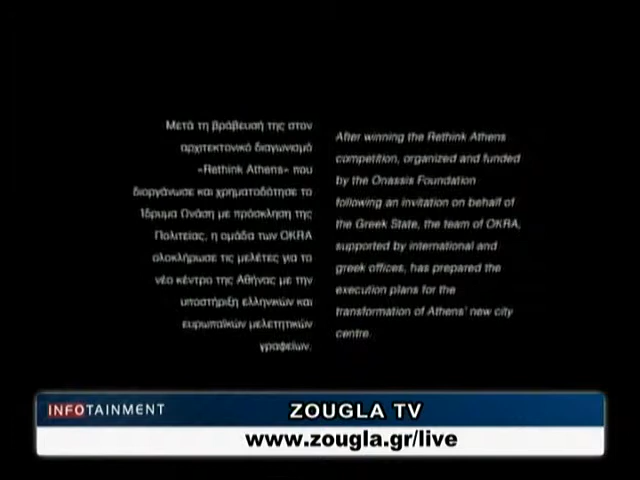 Μετά τη βράβευσή της στον
αρχιτεκτονικό διαγωνισμό
«Rethink Athens» που
διοργάνωσε και χρηματοδότησε το
Ίδρυμα Ωνάση με πρόσκληση της
Πολιτείας, η ομάδα των OKRA
ολοκλήρωσε τις μελέτες για το
νέο κέντρο της Αθήνας με την
υποστήριξη ελληνικών και
ευρωπαϊκών μελετητικών
γραφείων.
After winning the Rethink Athens
competition, organized and funded
by the Onassis Foundation
following an invitation on behalf of
the Greek State, the team of OKRA,
supported by international and
greek offices, has prepared the
execution plans for the
transformation of Athens' new city
centre.
INFOTAINMENT
ZOUGLA TV
www.zougla.gr/live